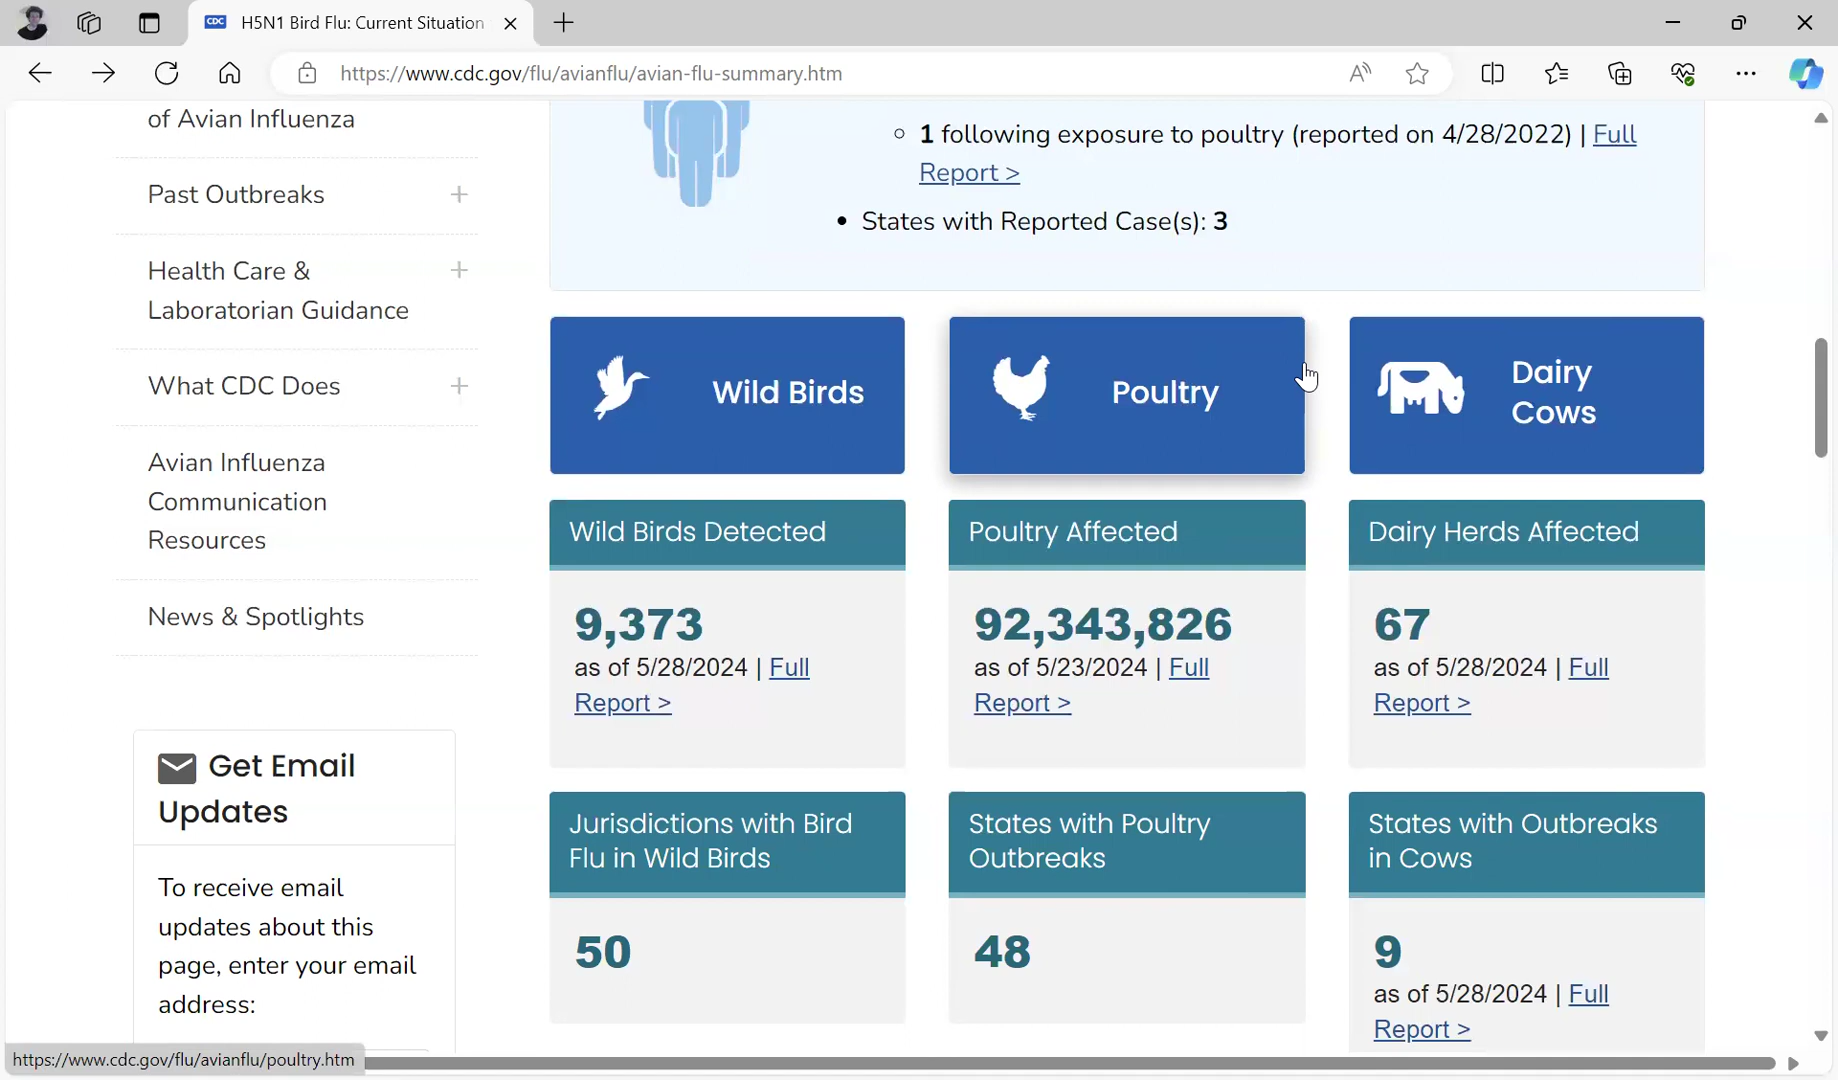 CDC
H5N1 Bird Flu: Current Situation
https://www.cdc.gov/flu/avianflu/avian-flu-summary.htm
of Avian Influenza
Past Outbreaks
Health Care &
Laboratorian Guidance
What CDC Does
Avian Influenza
Communication
Resources
News & Spotlights
Get Email
Updates
To receive email
updates about this
page, enter your email
address:
1 following exposure to poultry (reported on 4/28/2022) | Full
Report >
States with Reported Case(s): 3
Wild Birds
Poultry
Dairy
Cows
Wild Birds Detected
9,373
as of 5/28/2024 | Full
Report >
Poultry Affected
92,343,826
as of 5/23/2024 | Full
Report >
Dairy Herds Affected
67
as of 5/28/2024 | Full
Report >
Jurisdictions with Bird
Flu in Wild Birds
50
States with Poultry
Outbreaks
48
States with Outbreaks
in Cows
9
as of 5/28/2024 | Full
Report >
https://www.cdc.gov/flu/avianflu/poultry.htm